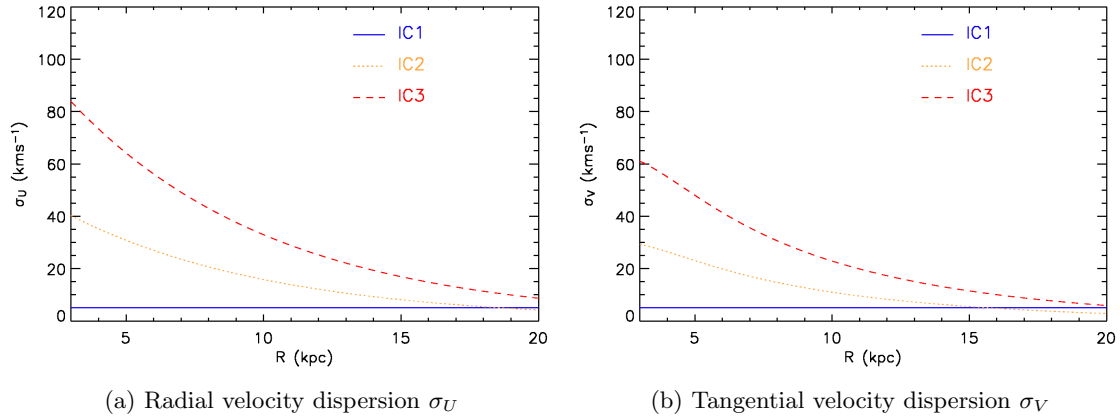 120
100
80
60
40
20
0
σU (kms⁻¹)
IC1
IC2
IC3
5
10
15
20
R (kpc)
(a) Radial velocity dispersion σU
120
100
80
60
40
20
0
σV (kms⁻¹)
IC1
IC2
IC3
5
10
15
20
R (kpc)
(b) Tangential velocity dispersion σV